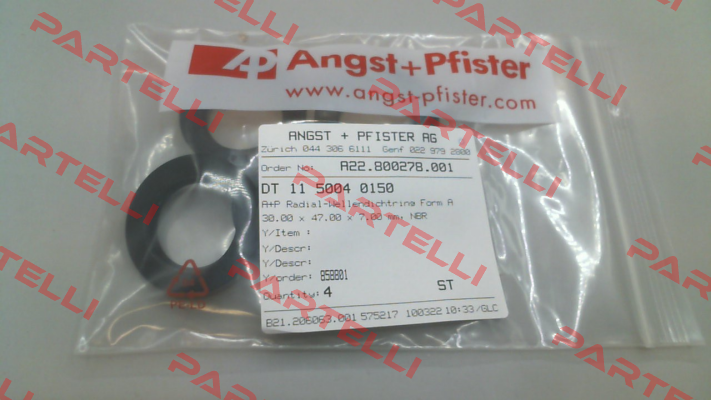 PARTELLI
AP Angst+Pfister
www.angst-pfister.com
ANGST + PFISTER AG
Zürich 044 306 6111 Genf 022 979 2800
Order No: A22.800278.001
DT 11 5004 0150
A+P Radial-Wellendichtring Form A
30.00 x 47.00 x 7.00 mm, NBR
Y/Item :
Y/Descr:
Y/Descr:
Y/order: 858801
Quantity: 4 ST
B21.206063.001 575217 100322 10:33/GLC